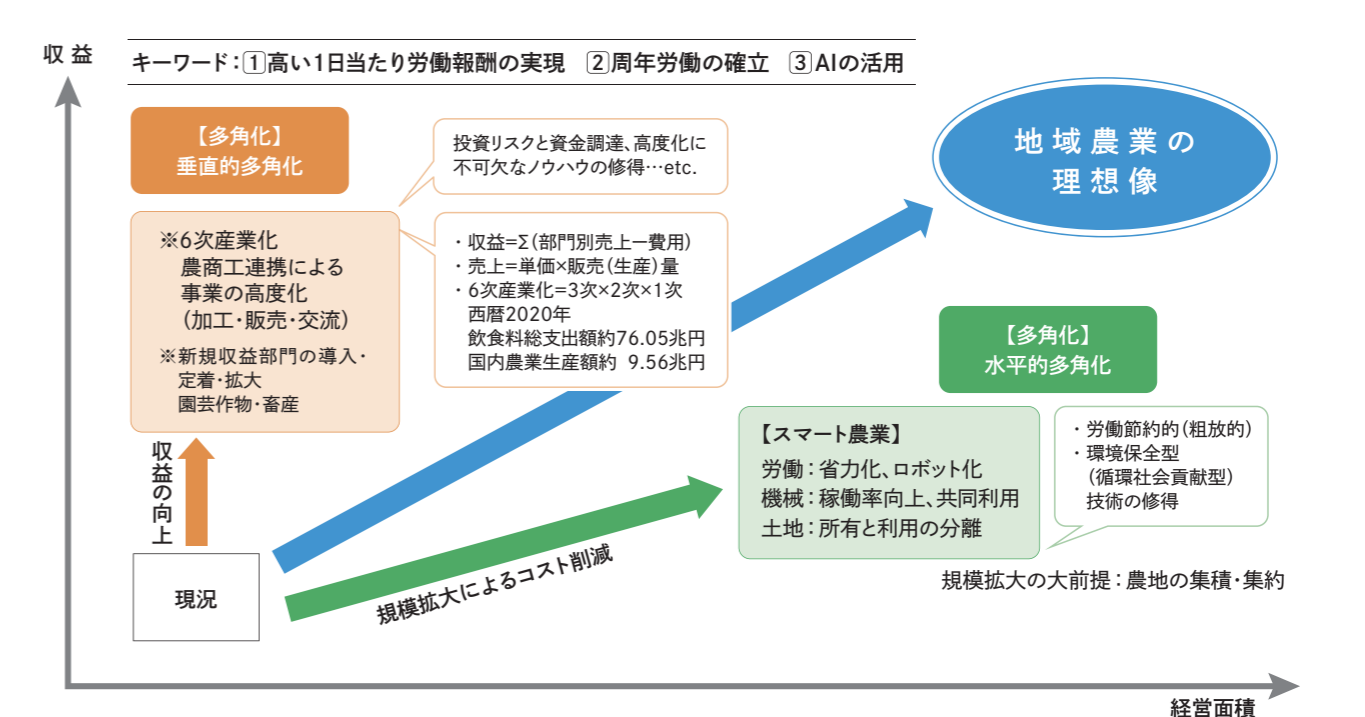 収益
キーワード：1高い1日当たり労働報酬の実現 2周年労働の確立 3AIの活用
【多角化】
垂直的多角化
投資リスクと資金調達、高度化に
不可欠なノウハウの修得…etc.
地域農業の
理想像
※6次産業化
農商工連携による
事業の高度化
（加工・販売・交流）
※新規収益部門の導入・
定着・拡大
園芸作物・畜産
・収益＝Σ（部門別売上ー費用）
・売上＝単価×販売（生産）量
・6次産業化＝3次×2次×1次
西暦2020年
飲食料総支出額約76.05兆円
国内農業生産額約 9.56兆円
【多角化】
水平的多角化
【スマート農業】
労働：省力化、ロボット化
機械：稼働率向上、共同利用
土地：所有と利用の分離
・労働節約的（粗放的）
・環境保全型
（循環社会貢献型）
技術の修得
収益の向上
現況
規模拡大によるコスト削減
規模拡大の大前提：農地の集積・集約
経営面積